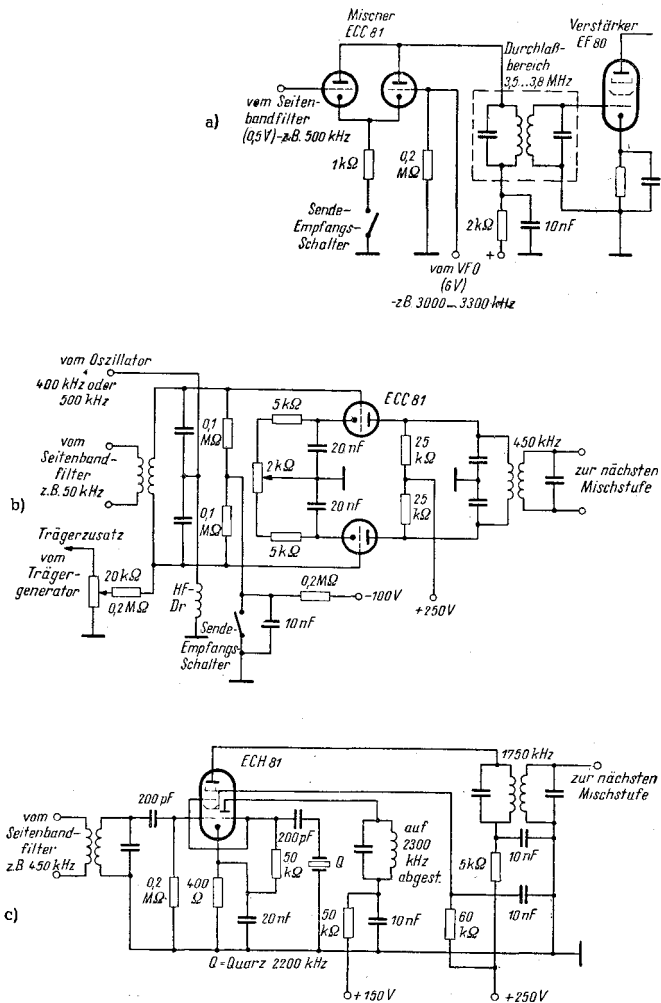 a)
Mischer
ECC 81
Verstärker
EF 80
Durchlaß-
bereich
3,5...3,8 MHz
vom Seiten-
bandfilter
(0,5V)-z.B. 500 kHz
1kΩ
0,2
MΩ
Sende-
Empfangs-
Schalter
2kΩ
10nF
+
vom VFO
(6V)
-z.B. 3000...3300 kHz
b)
vom Oszillator
400 kHz oder
500 kHz
vom
Seitenband-
filter
z.B. 50 kHz
Trägerzusatz
vom
Träger-
generator
20kΩ
0,2MΩ
HF-
Dr
Sende-
Empfangs-
Schalter
0,1
MΩ
0,1
MΩ
5kΩ
2kΩ
5kΩ
20nF
20nF
ECC 81
25
kΩ
25
kΩ
450kHz
zur nächsten
Mischstufe
0,2MΩ
-100V
10nF
+250V
c)
ECH 81
vom
Seitenband-
filter
z.B 450 kHz
200 pF
0,2
MΩ
400
Ω
50
kΩ
20nF
200pF
Q
auf
2300
kHz
abgest.
50
kΩ
10nF
60
kΩ
1750 kHz
zur nächsten
Mischstufe
5kΩ
10nF
10nF
Q = Quarz 2200 kHz
+150V
+250V